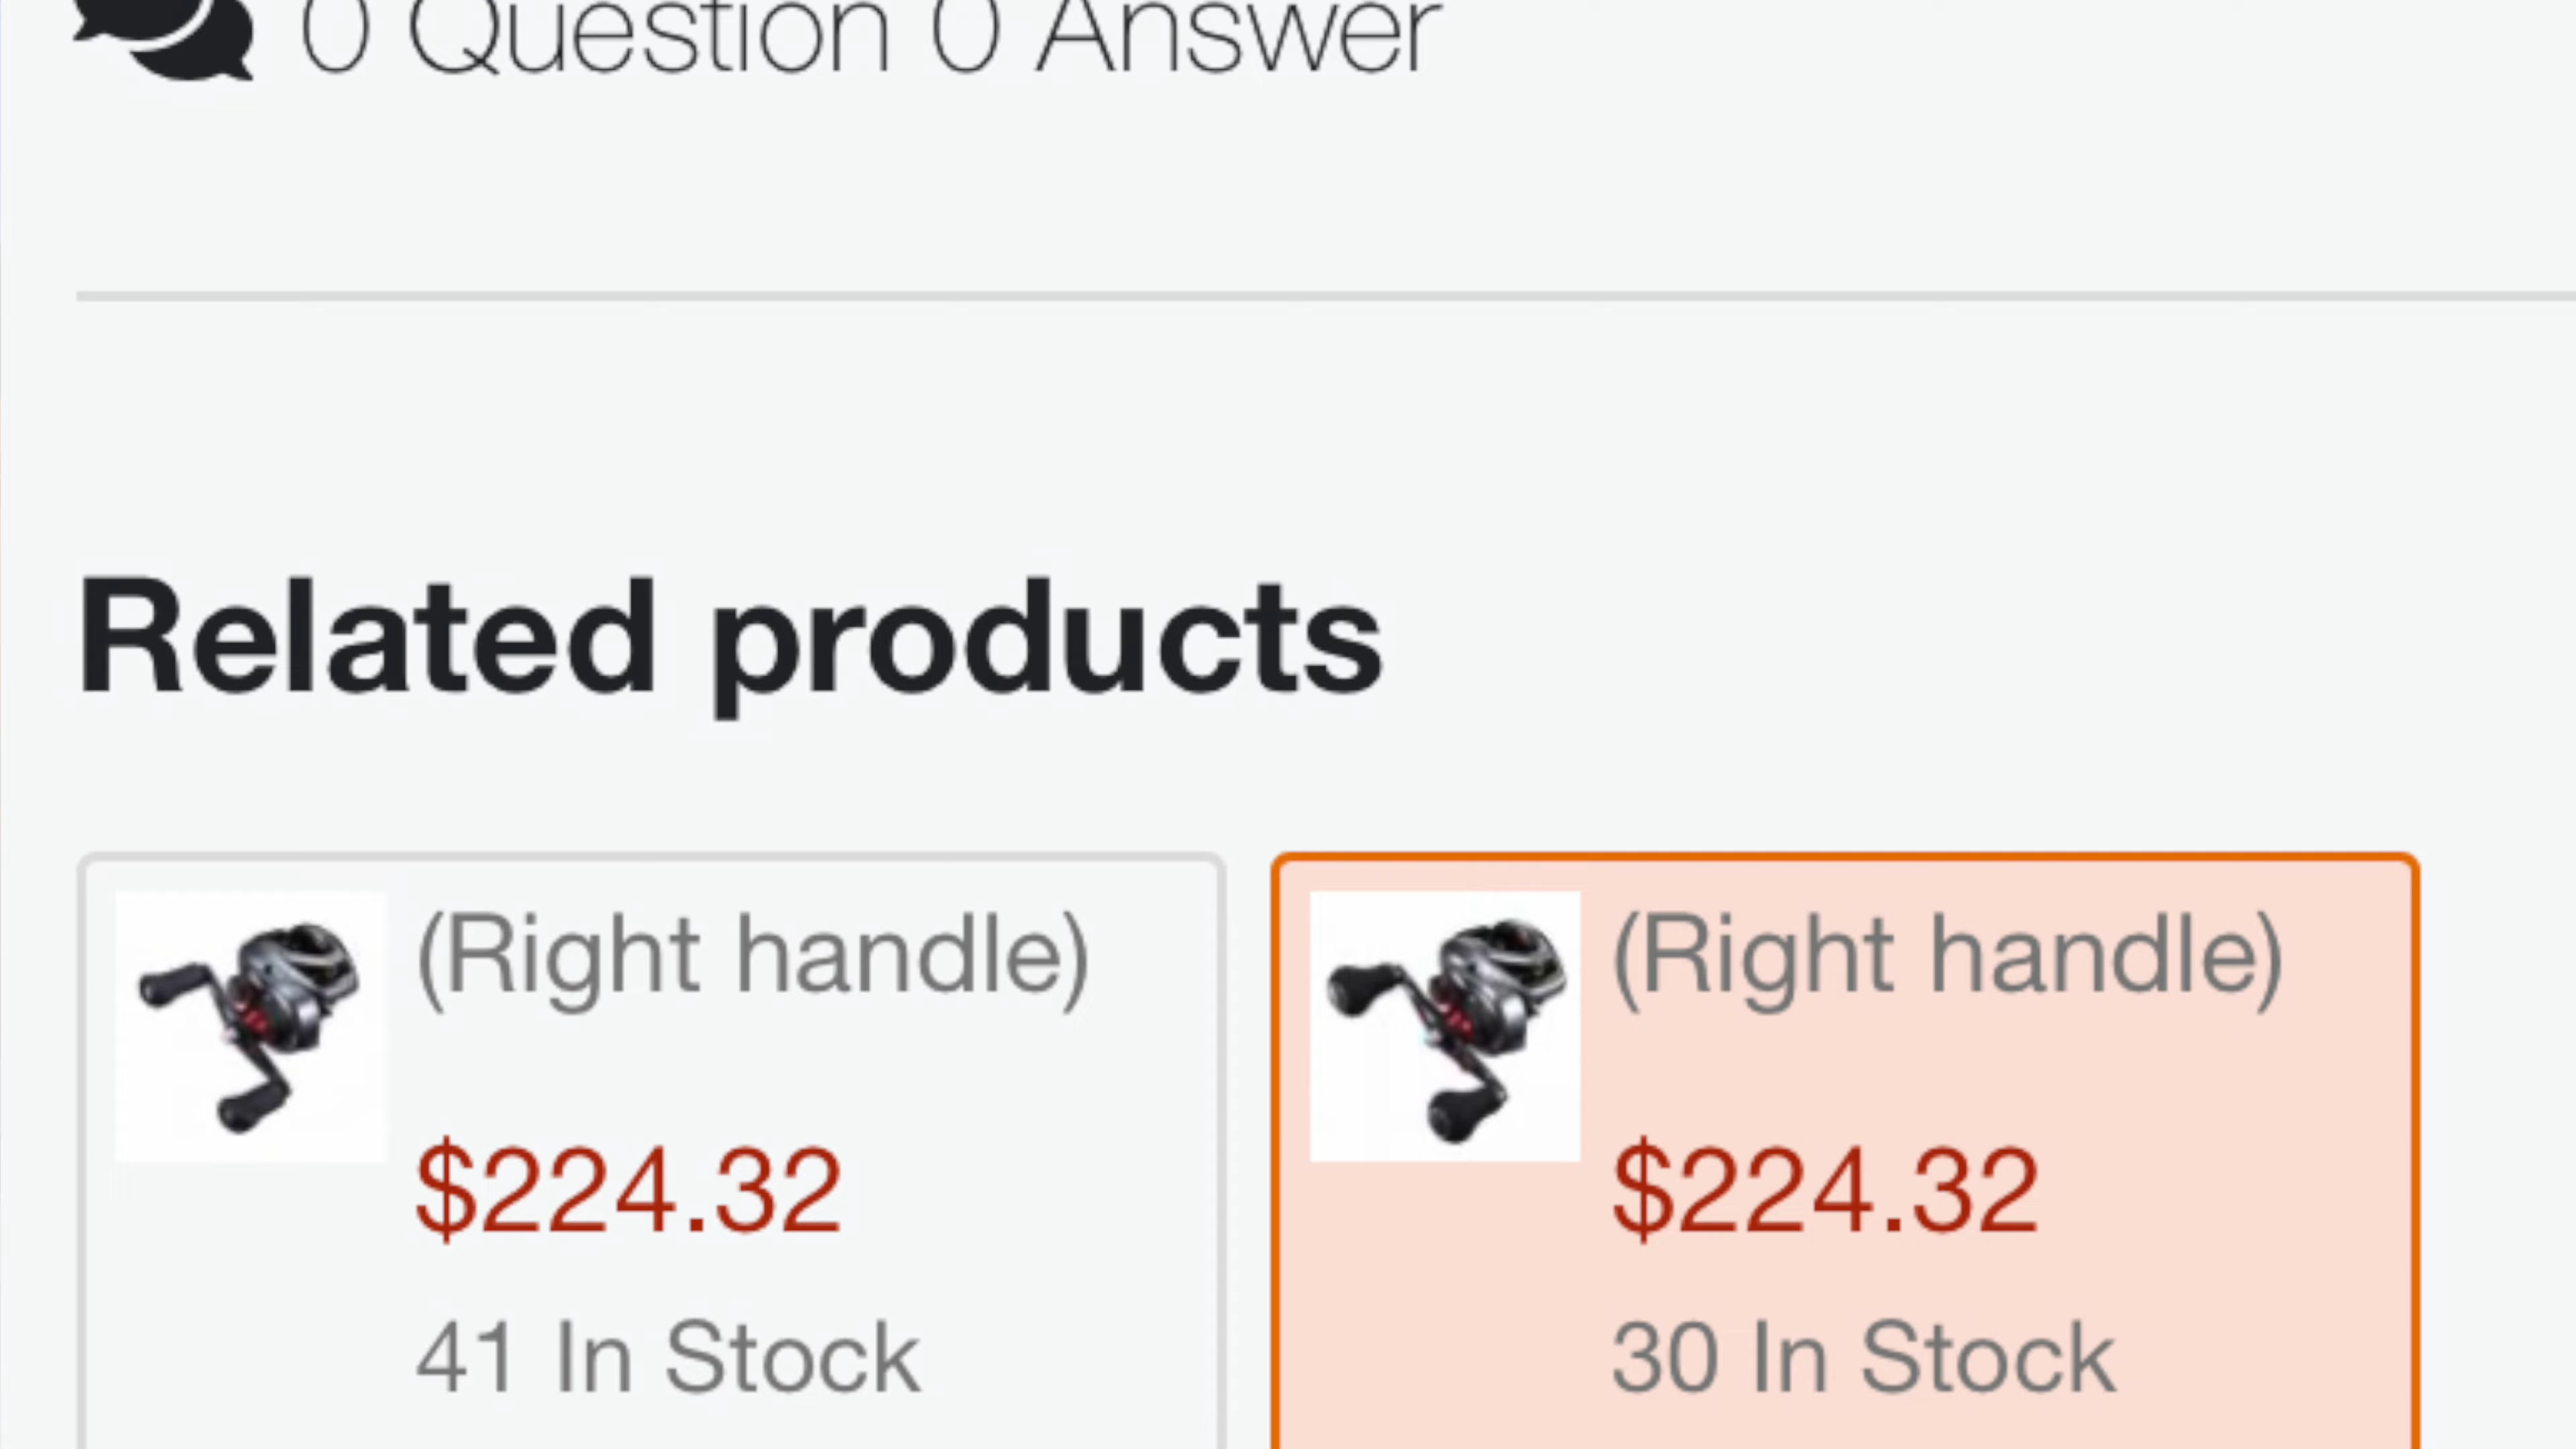 0 Question 0 Answer
Related products
(Right handle)
$224.32
41 In Stock
(Right handle)
$224.32
30 In Stock